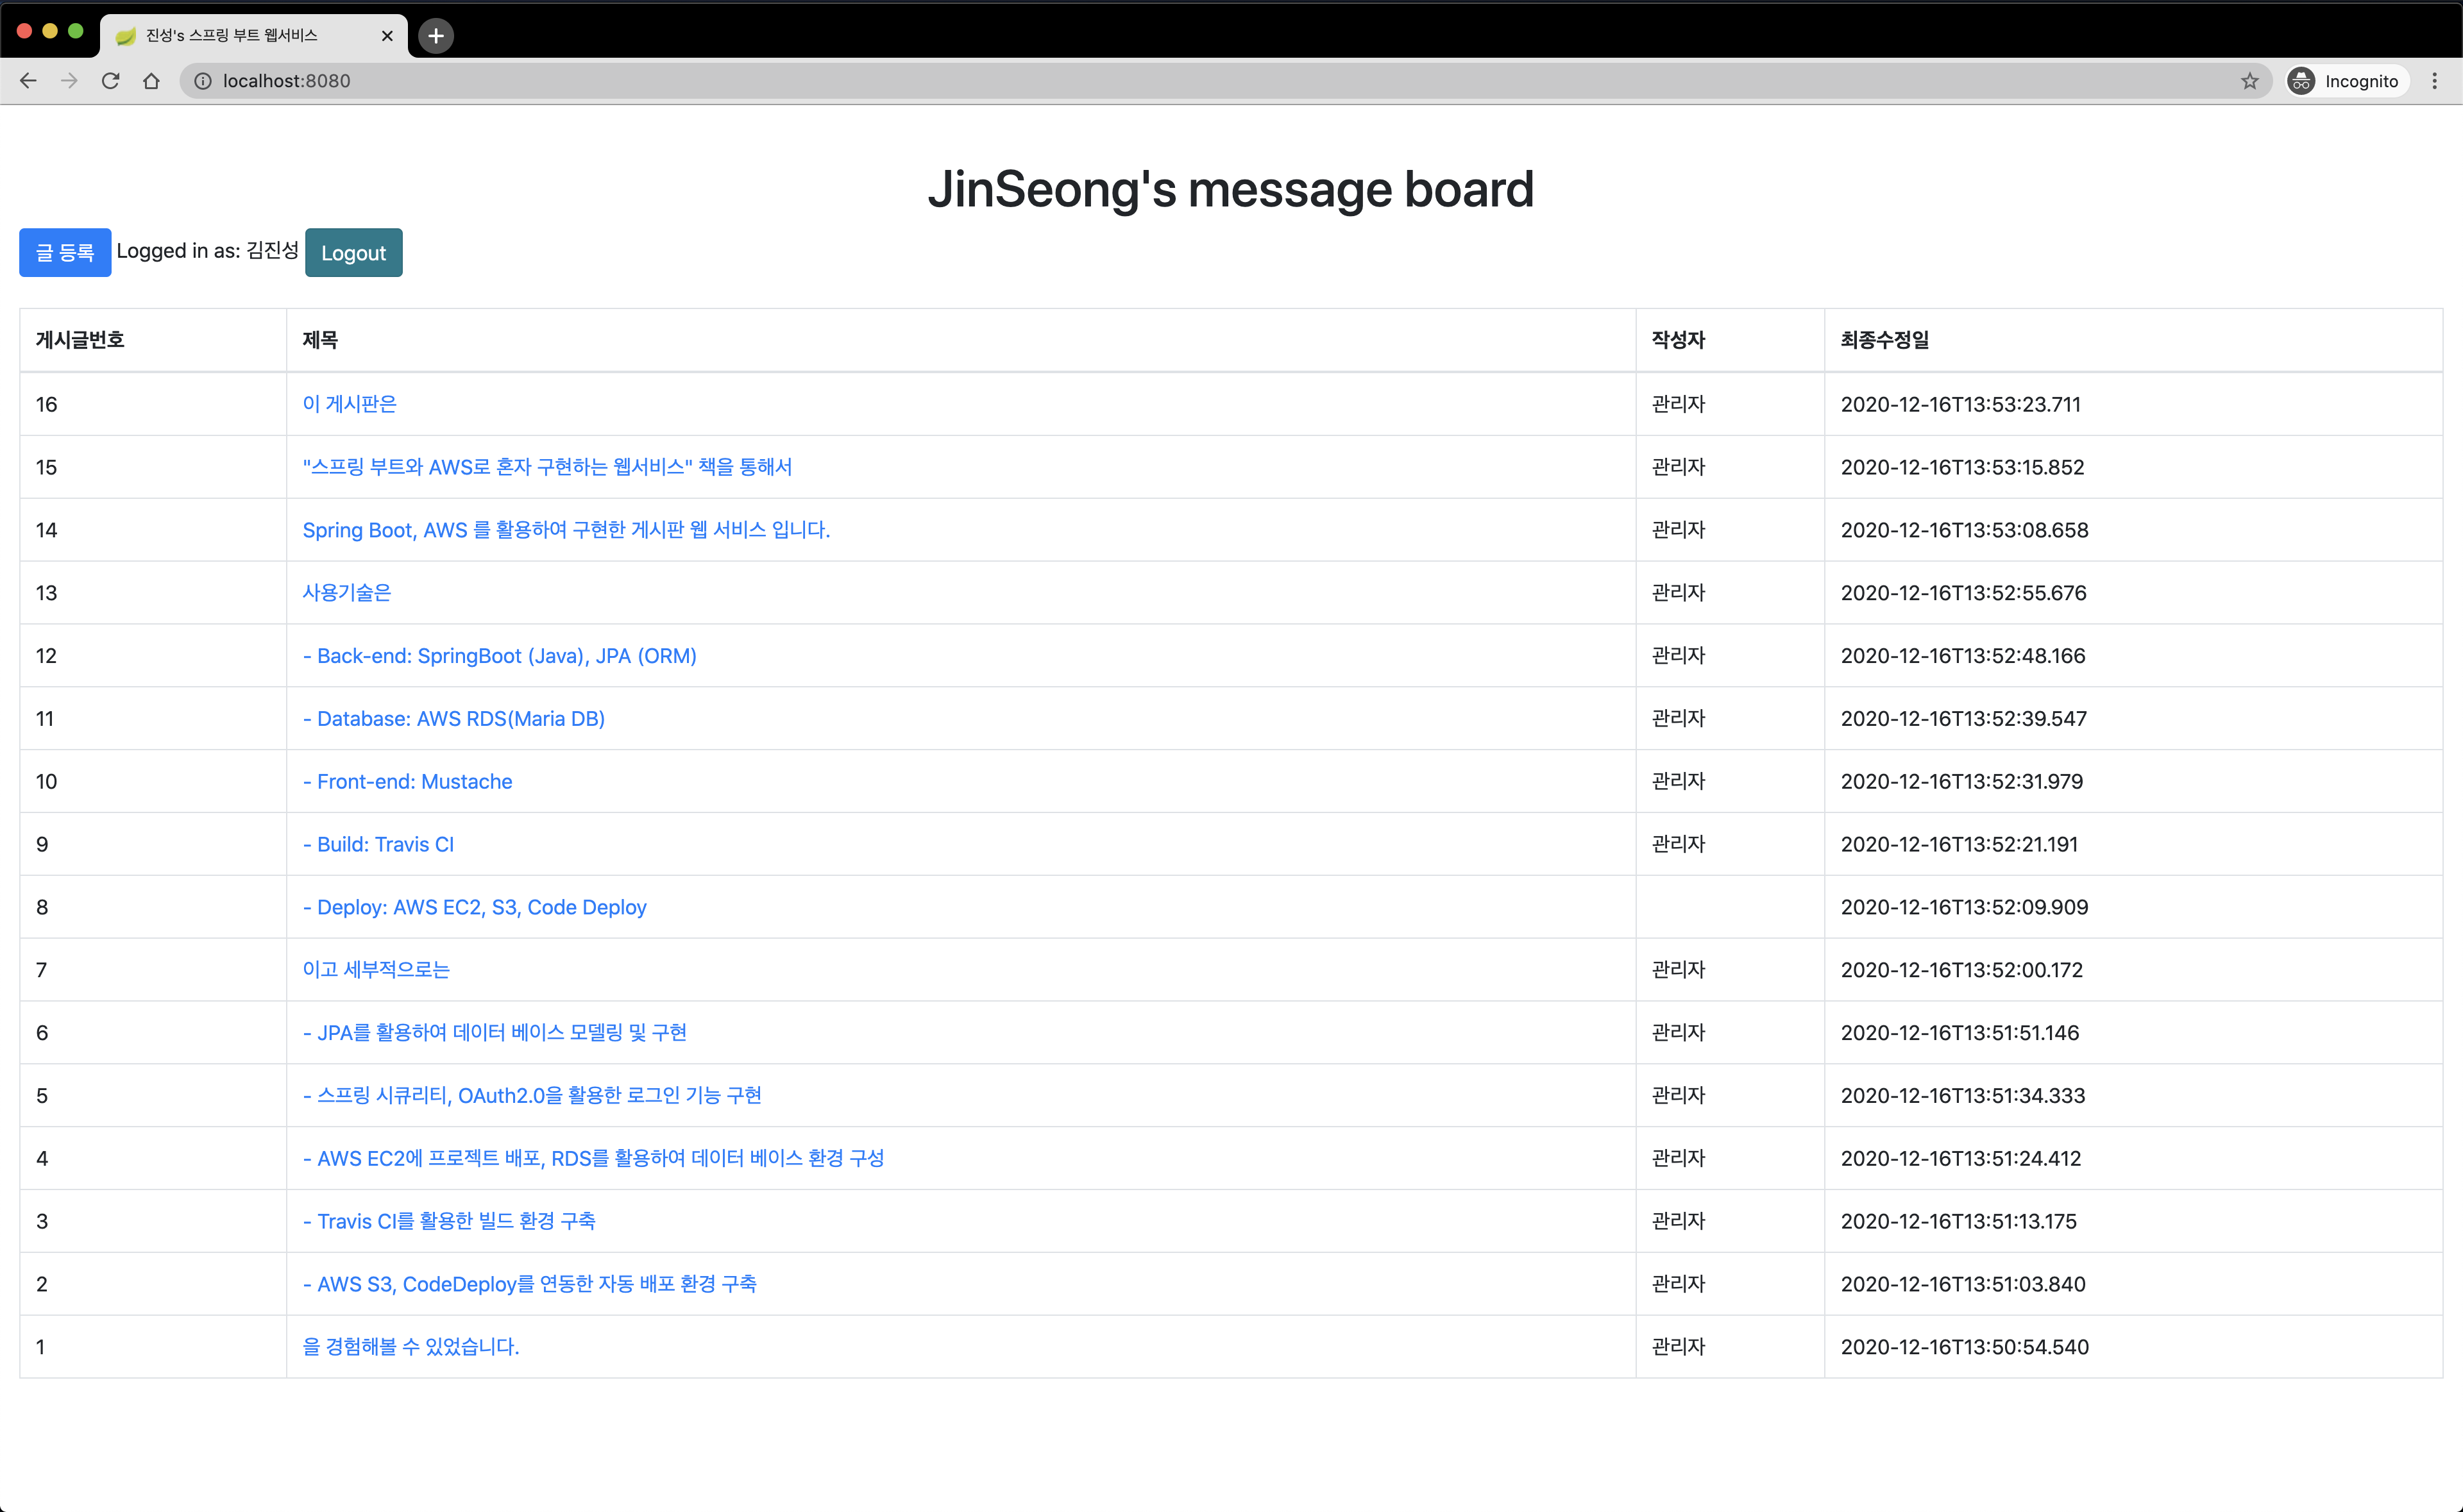 진성's 스프링 부트 웹서비스
localhost:8080
Incognito
JinSeong's message board
글 등록 Logged in as: 김진성 Logout
게시글번호 제목 작성자 최종수정일
16 이 게시판은 관리자 2020-12-16T13:53:23.711
15 "스프링 부트와 AWS로 혼자 구현하는 웹서비스" 책을 통해서 관리자 2020-12-16T13:53:15.852
14 Spring Boot, AWS 를 활용하여 구현한 게시판 웹 서비스 입니다. 관리자 2020-12-16T13:53:08.658
13 사용기술은 관리자 2020-12-16T13:52:55.676
12 - Back-end: SpringBoot (Java), JPA (ORM) 관리자 2020-12-16T13:52:48.166
11 - Database: AWS RDS(Maria DB) 관리자 2020-12-16T13:52:39.547
10 - Front-end: Mustache 관리자 2020-12-16T13:52:31.979
9 - Build: Travis CI 관리자 2020-12-16T13:52:21.191
8 - Deploy: AWS EC2, S3, Code Deploy 2020-12-16T13:52:09.909
7 이고 세부적으로는 관리자 2020-12-16T13:52:00.172
6 - JPA를 활용하여 데이터 베이스 모델링 및 구현 관리자 2020-12-16T13:51:51.146
5 - 스프링 시큐리티, OAuth2.0을 활용한 로그인 기능 구현 관리자 2020-12-16T13:51:34.333
4 - AWS EC2에 프로젝트 배포, RDS를 활용하여 데이터 베이스 환경 구성 관리자 2020-12-16T13:51:24.412
3 - Travis CI를 활용한 빌드 환경 구축 관리자 2020-12-16T13:51:13.175
2 - AWS S3, CodeDeploy를 연동한 자동 배포 환경 구축 관리자 2020-12-16T13:51:03.840
1 을 경험해볼 수 있었습니다. 관리자 2020-12-16T13:50:54.540